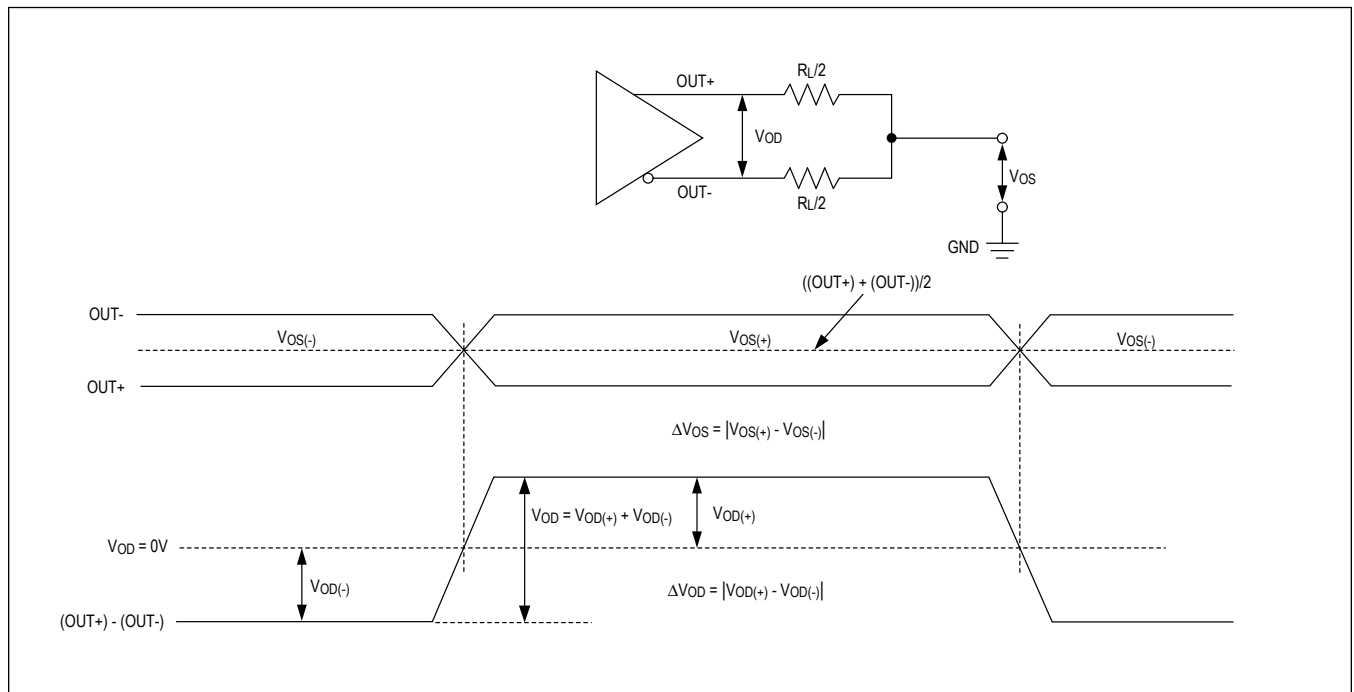 OUT+
RL/2
VOD
OUT-
RL/2
VOS
GND
((OUT+) + (OUT-))/2
OUT-
VOS(-)
VOS(+)
VOS(-)
OUT+
ΔVOS = |VOS(+) - VOS(-)|
VOD = VOD(+) + VOD(-)
VOD(+)
VOD = 0V
VOD(-)
ΔVOD = |VOD(+) - VOD(-)|
(OUT+) - (OUT-)